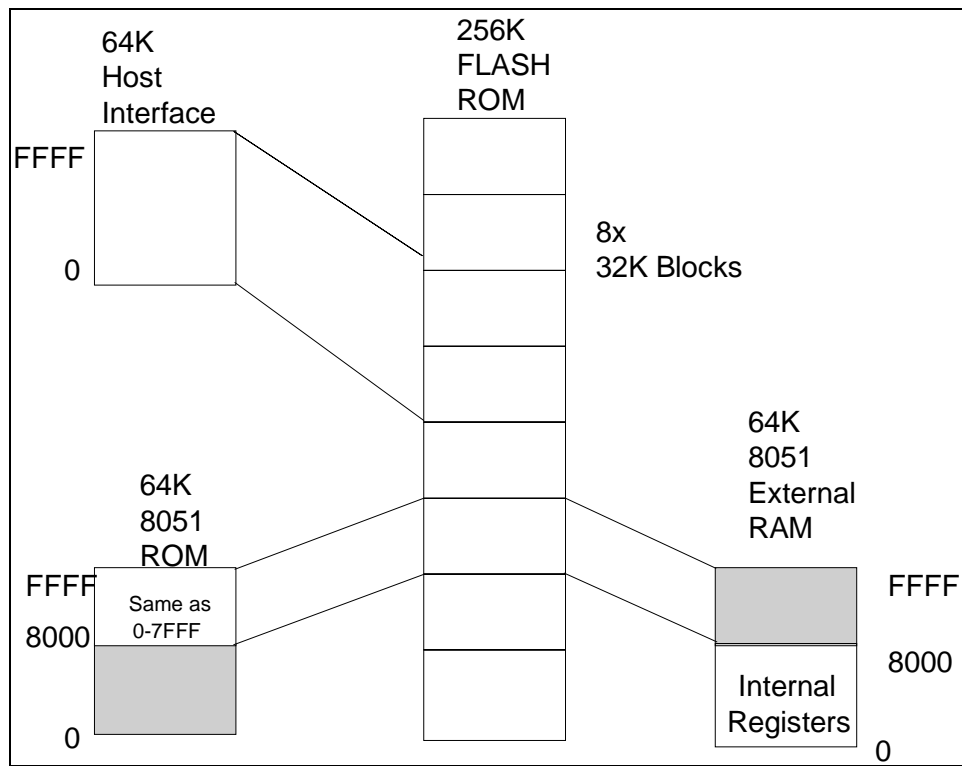 64K
Host
Interface
FFFF
0
256K
FLASH
ROM
8x
32K Blocks
64K
8051
ROM
FFFF
Same as
0-7FFF
8000
0
64K
8051
External
RAM
FFFF
8000
Internal
Registers
0